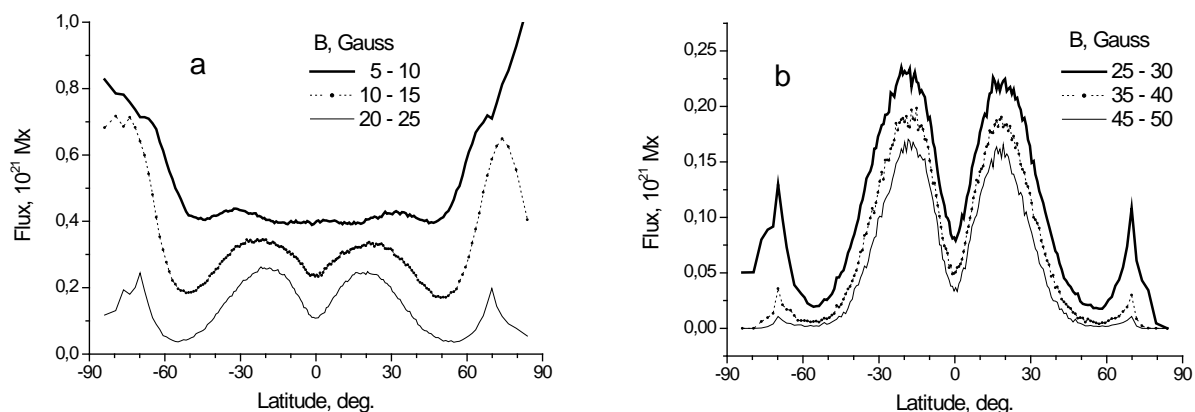 a
B, Gauss
5 - 10
10 - 15
20 - 25
1,0
0,8
0,6
0,4
0,2
0,0
Flux, 10²¹ Mx
-90 -60 -30 0 30 60 90
Latitude, deg.
b
B, Gauss
25 - 30
35 - 40
45 - 50
0,25
0,20
0,15
0,10
0,05
0,00
Flux, 10²¹ Mx
-90 -60 -30 0 30 60 90
Latitude, deg.